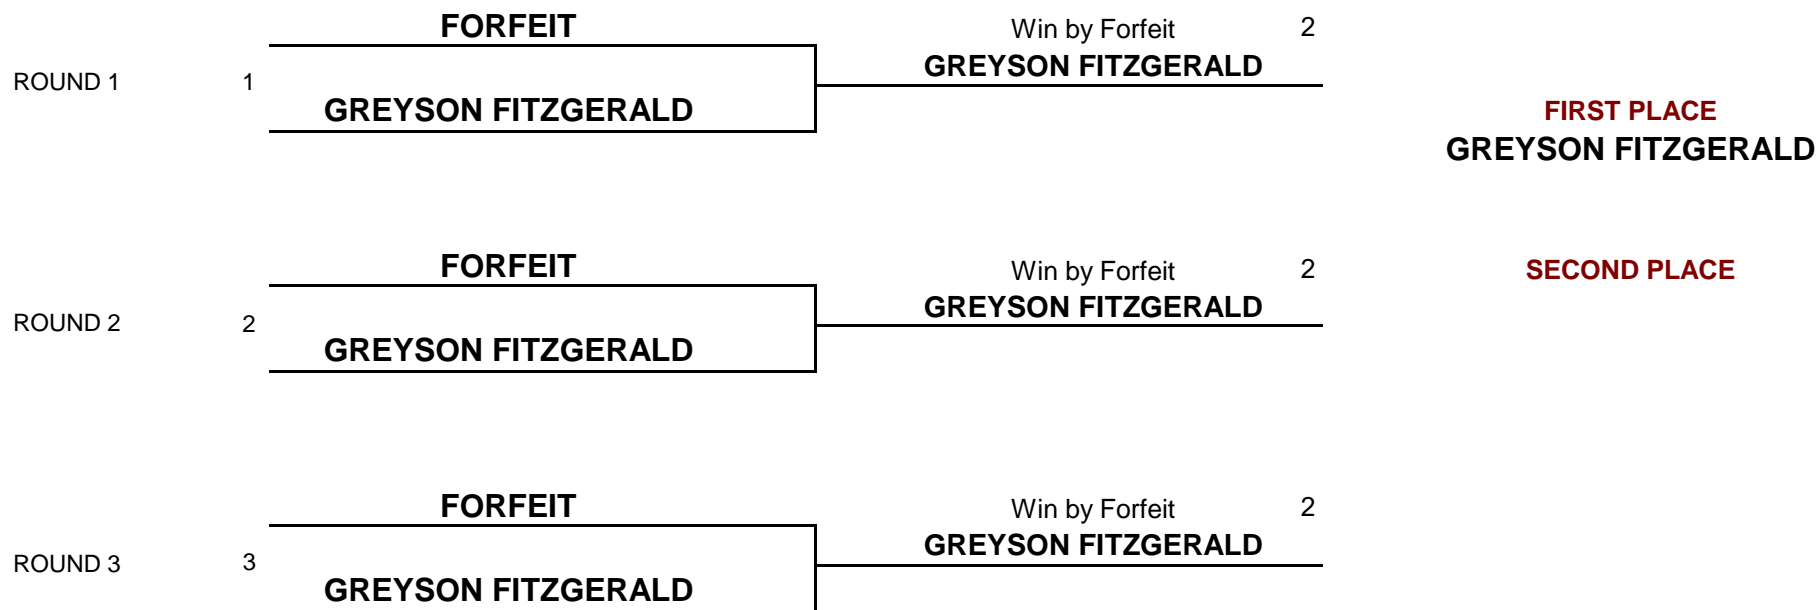 FORFEIT
Win by Forfeit 2
GREYSON FITZGERALD
ROUND 1 1
GREYSON FITZGERALD
FIRST PLACE
GREYSON FITZGERALD
FORFEIT
Win by Forfeit 2
SECOND PLACE
GREYSON FITZGERALD
ROUND 2 2
GREYSON FITZGERALD
FORFEIT
Win by Forfeit 2
GREYSON FITZGERALD
ROUND 3 3
GREYSON FITZGERALD